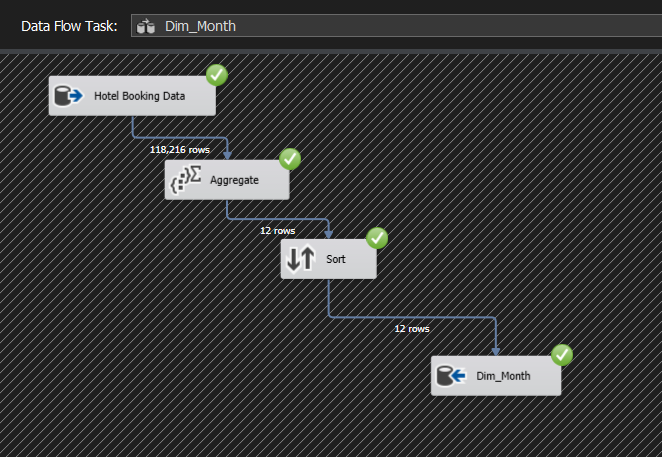 Data Flow Task: Dim_Month
Hotel Booking Data
118,216 rows
Aggregate
12 rows
Sort
12 rows
Dim_Month